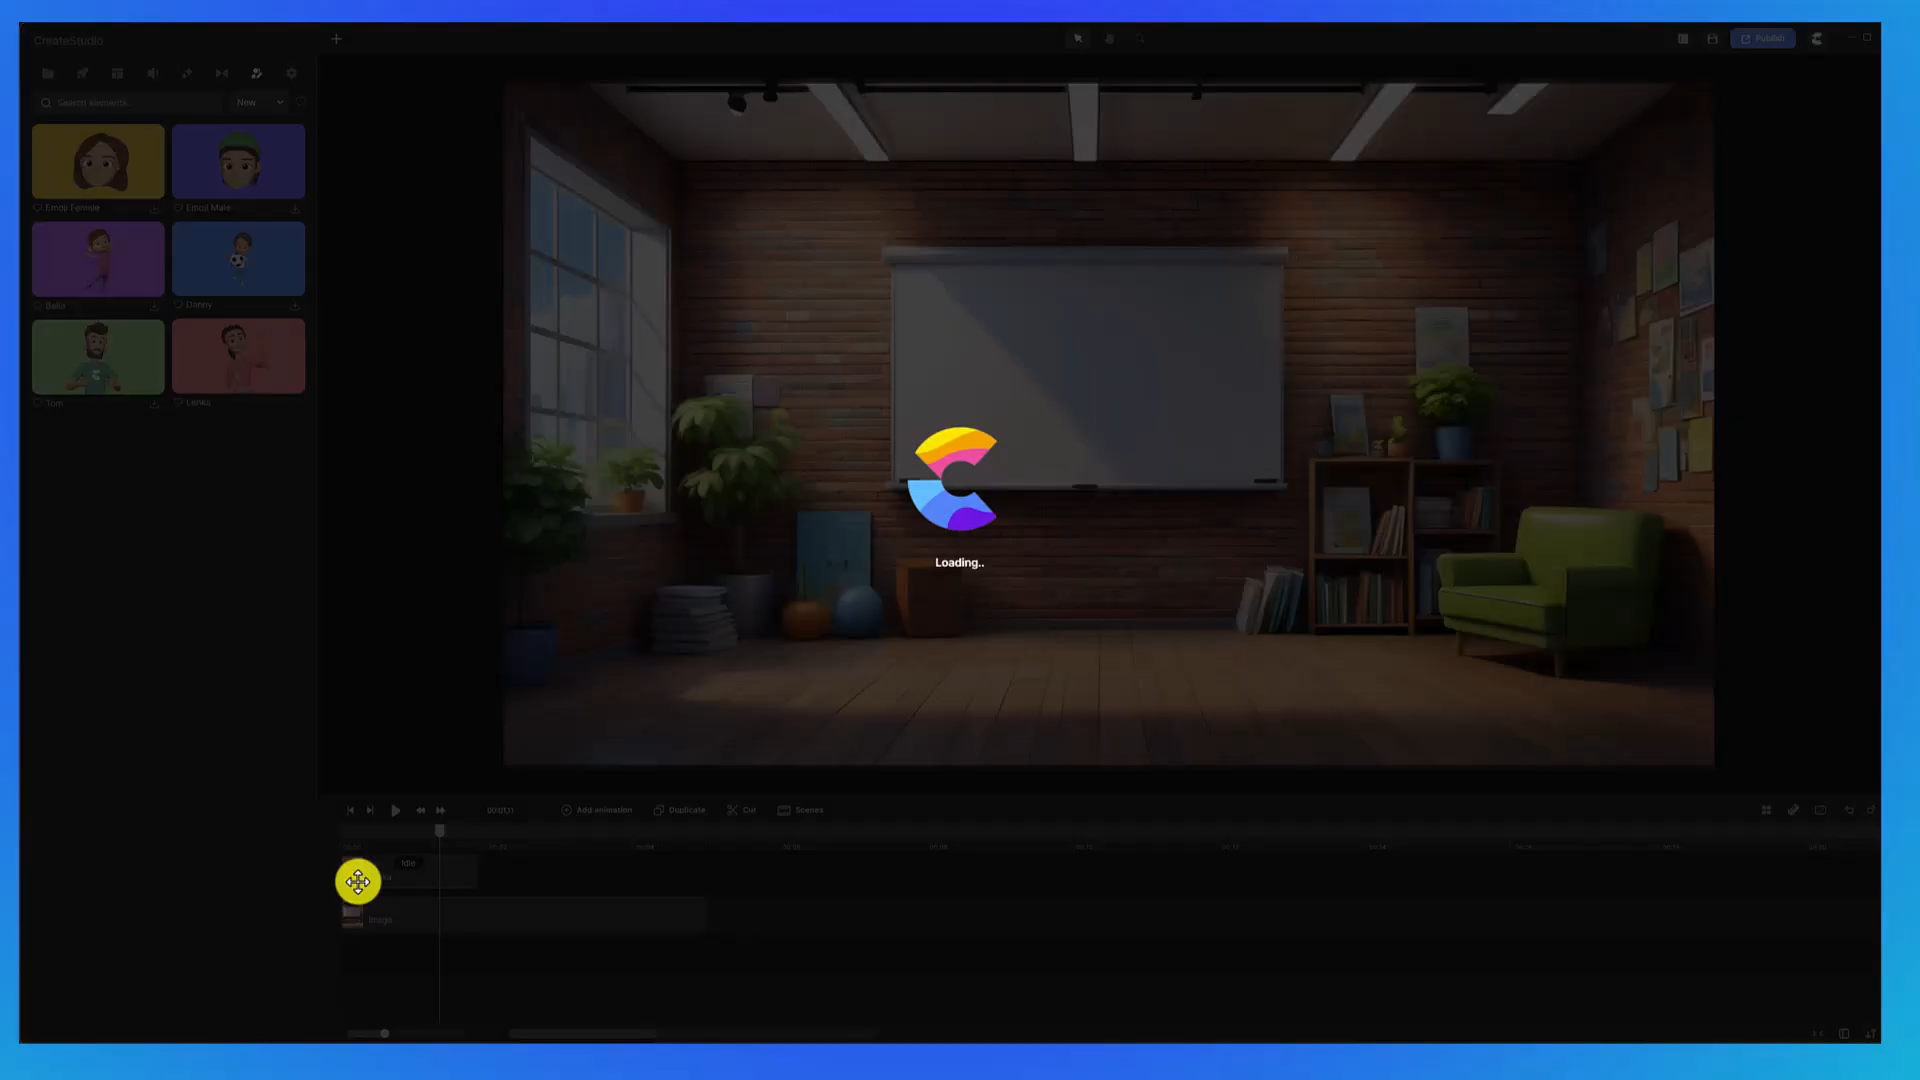 CreateStudio
Publish
Search elements..
New
Emoji Female
Emoji Male
Bella
Danny
Tom
Lenka
Loading..
Add animation
Duplicate
Cut
Scenes
Idle
Image